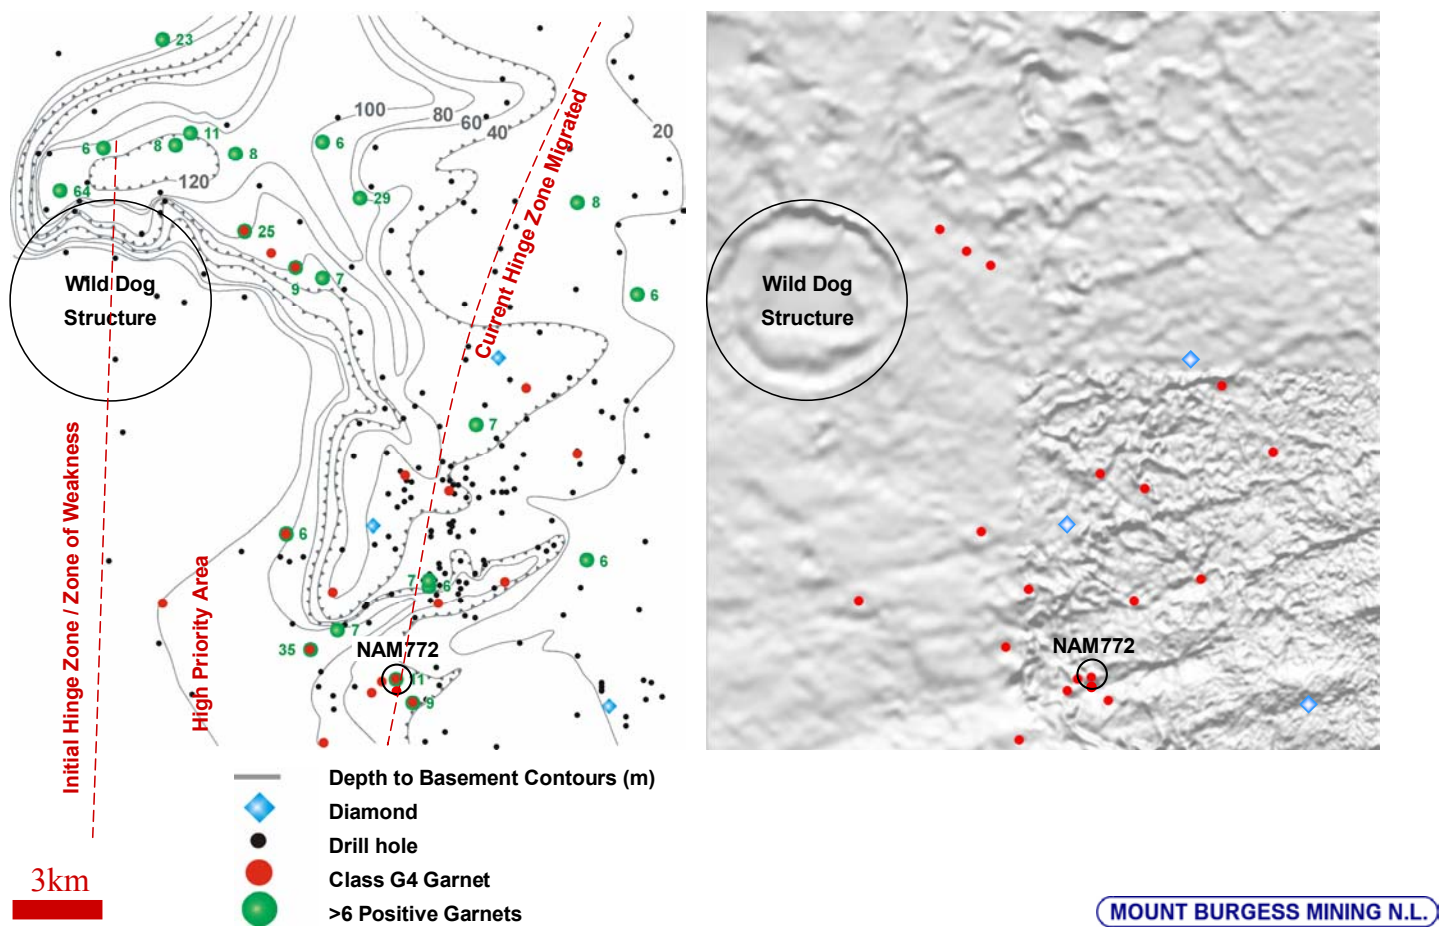 23
100
80
60
40
20
11
6
8
8
6
120
64
29
8
25
Wild Dog
Structure
9
7
6
Current Hinge Zone Migrated
7
6
7
6
6
7
35
NAM772
11
9
Initial Hinge Zone / Zone of Weakness
High Priority Area
Wild Dog
Structure
NAM772
Depth to Basement Contours (m)
Diamond
Drill hole
Class G4 Garnet
>6 Positive Garnets
3km
MOUNT BURGESS MINING N.L.